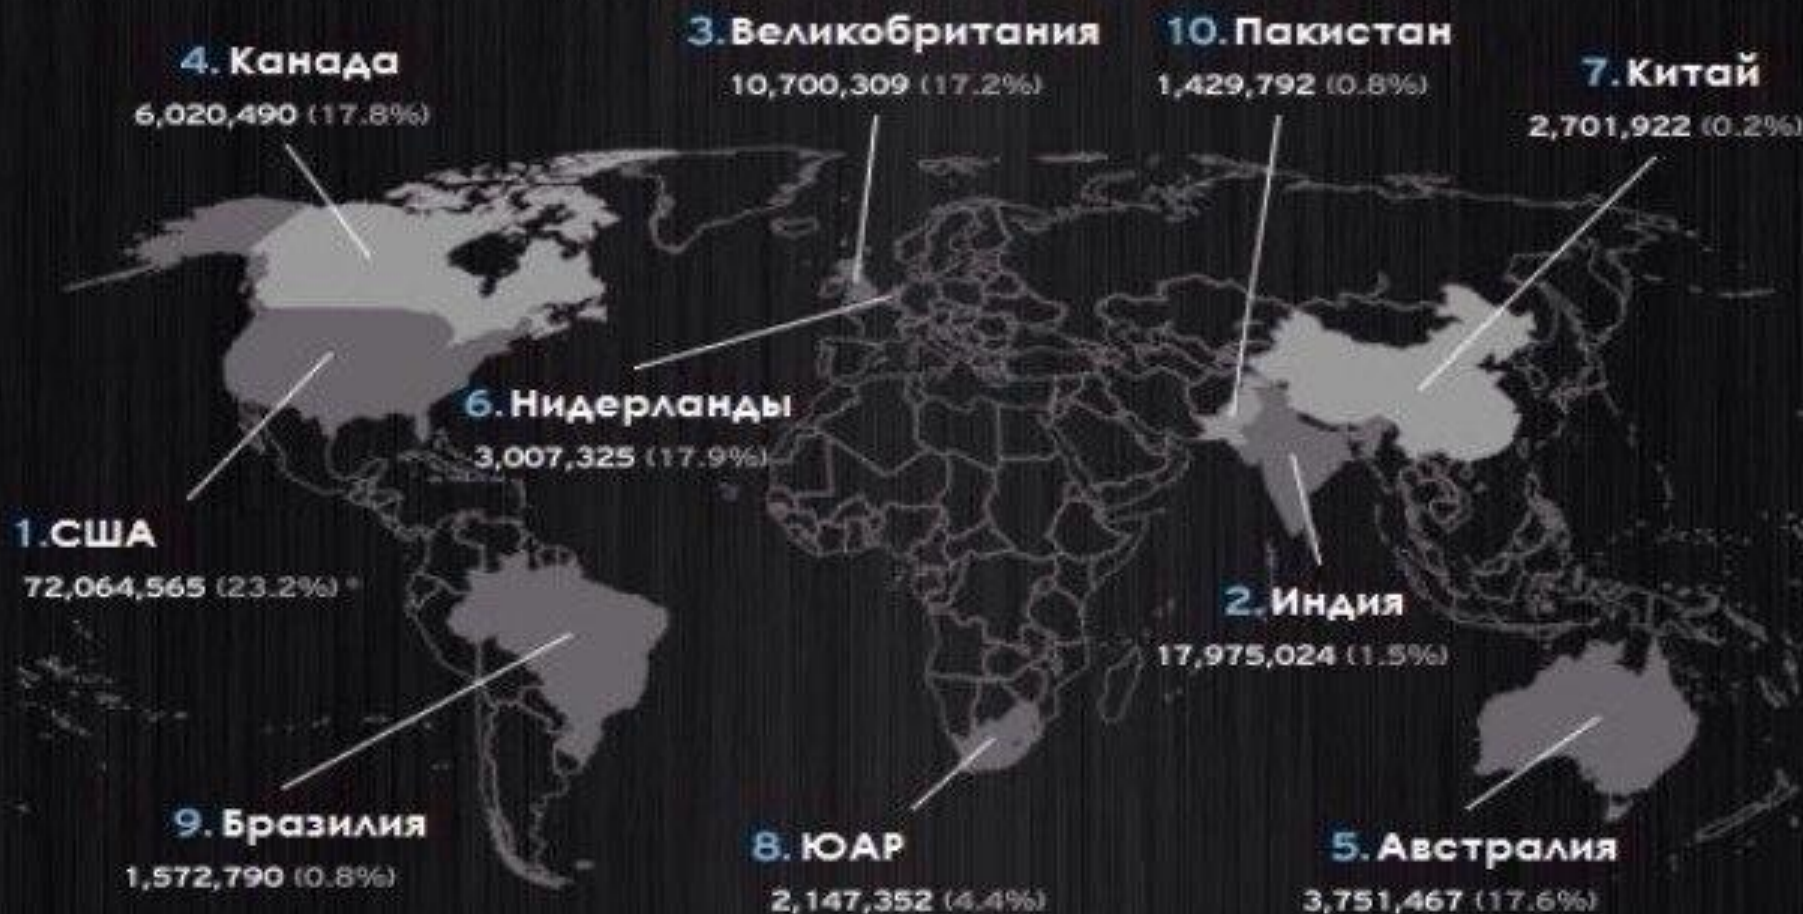 3.Великобритания
10,700,309 (17.2%)
10.Пакистан
1,429,792 (0.8%)
4. Канада
6,020,490 (17.8%)
7.Китай
2,701,922 (0.2%)
6.Нидерланды
3,007,325 (17.9%)
1.США
72,064,565 (23.2%) *
2.Индия
17,975,024 (1.5%)
9. Бразилия
1,572,790 (0.8%)
8. ЮАР
2,147,352 (4.4%)
5. Австралия
3,751,467 (17.6%)